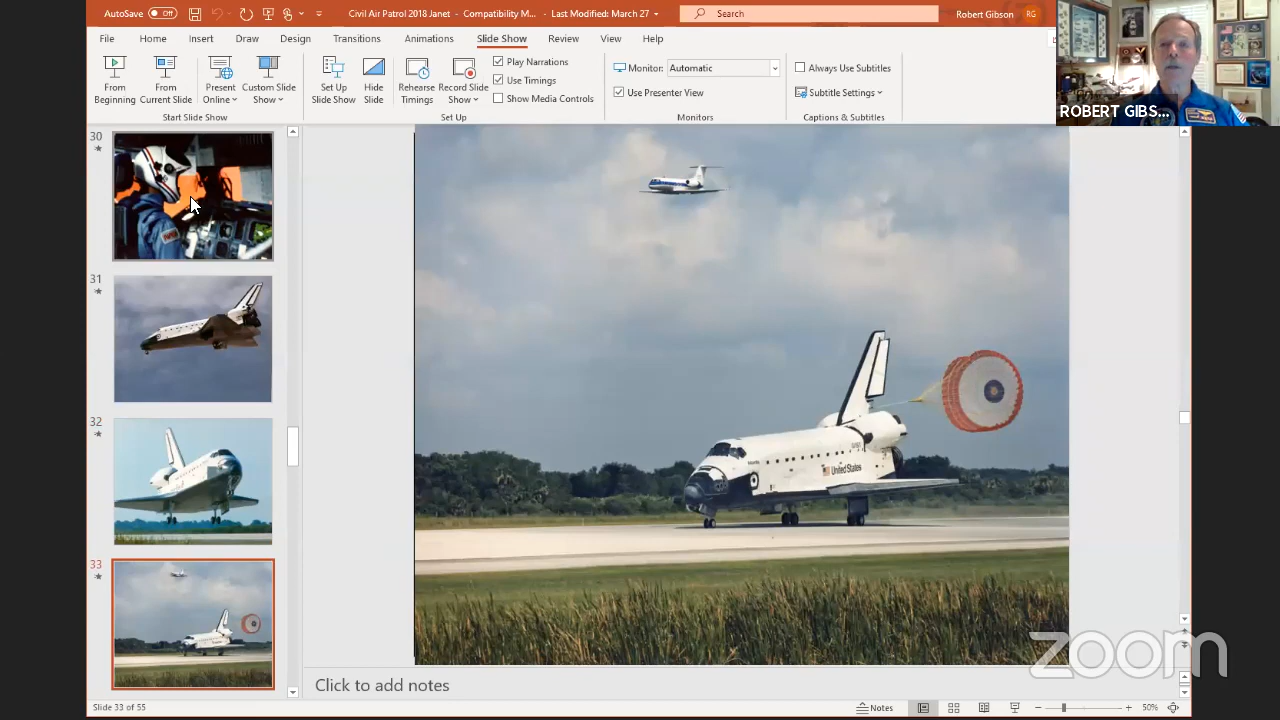 AutoSave Off Civil Air Patrol 2018 Janet - Compatibility M... - Last Modified: March 27 Search Robert Gibson RG
File Home Insert Draw Design Transitions Animations Slide Show Review View Help
From Beginning
From Current Slide
Present Online
Custom Slide Show
Start Slide Show
Set Up Slide Show
Hide Slide
Rehearse Timings
Record Slide Show
Play Narrations
Use Timings
Show Media Controls
Set Up
Monitor: Automatic
Use Presenter View
Monitors
Always Use Subtitles
Subtitle Settings
Captions & Subtitles
ROBERT GIBS...
30
31
32
33
United States
Click to add notes
zoom
Slide 33 of 55 Notes 50%